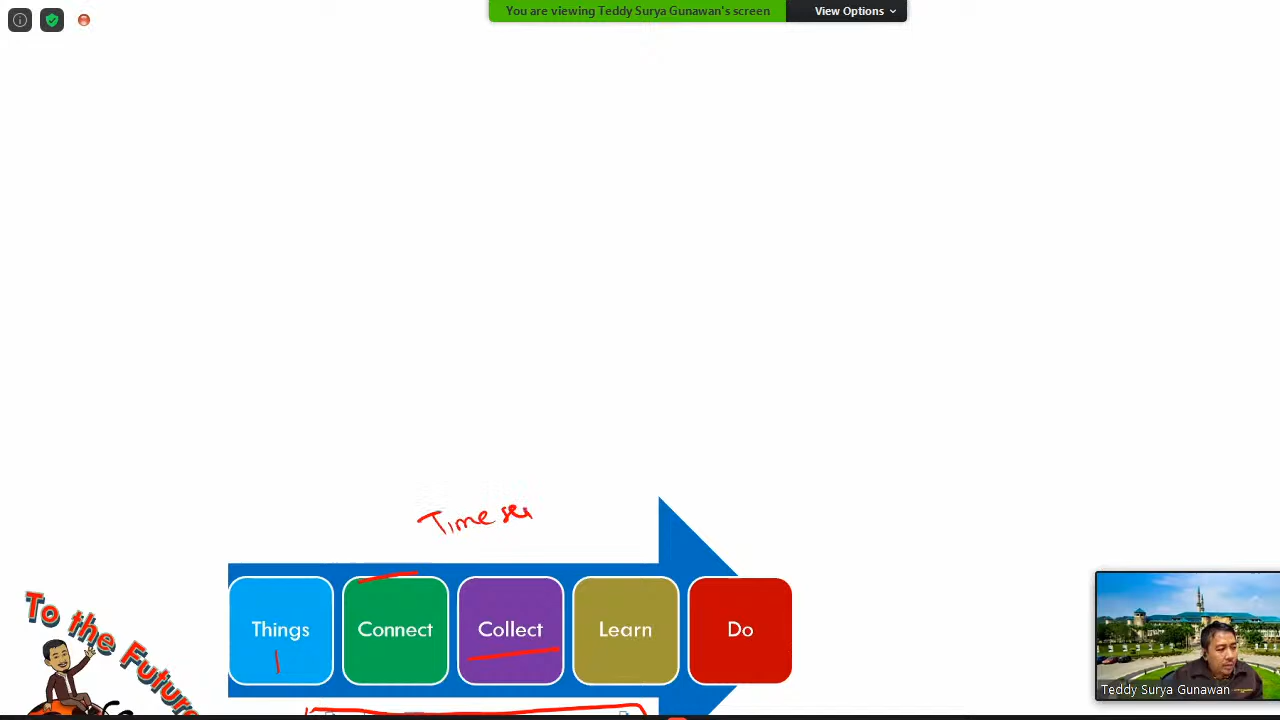 You are viewing Teddy Surya Gunawan's screen
View Options
Time se
Things
Connect
Collect
Learn
Do
To the Future
Teddy Surya Gunawan